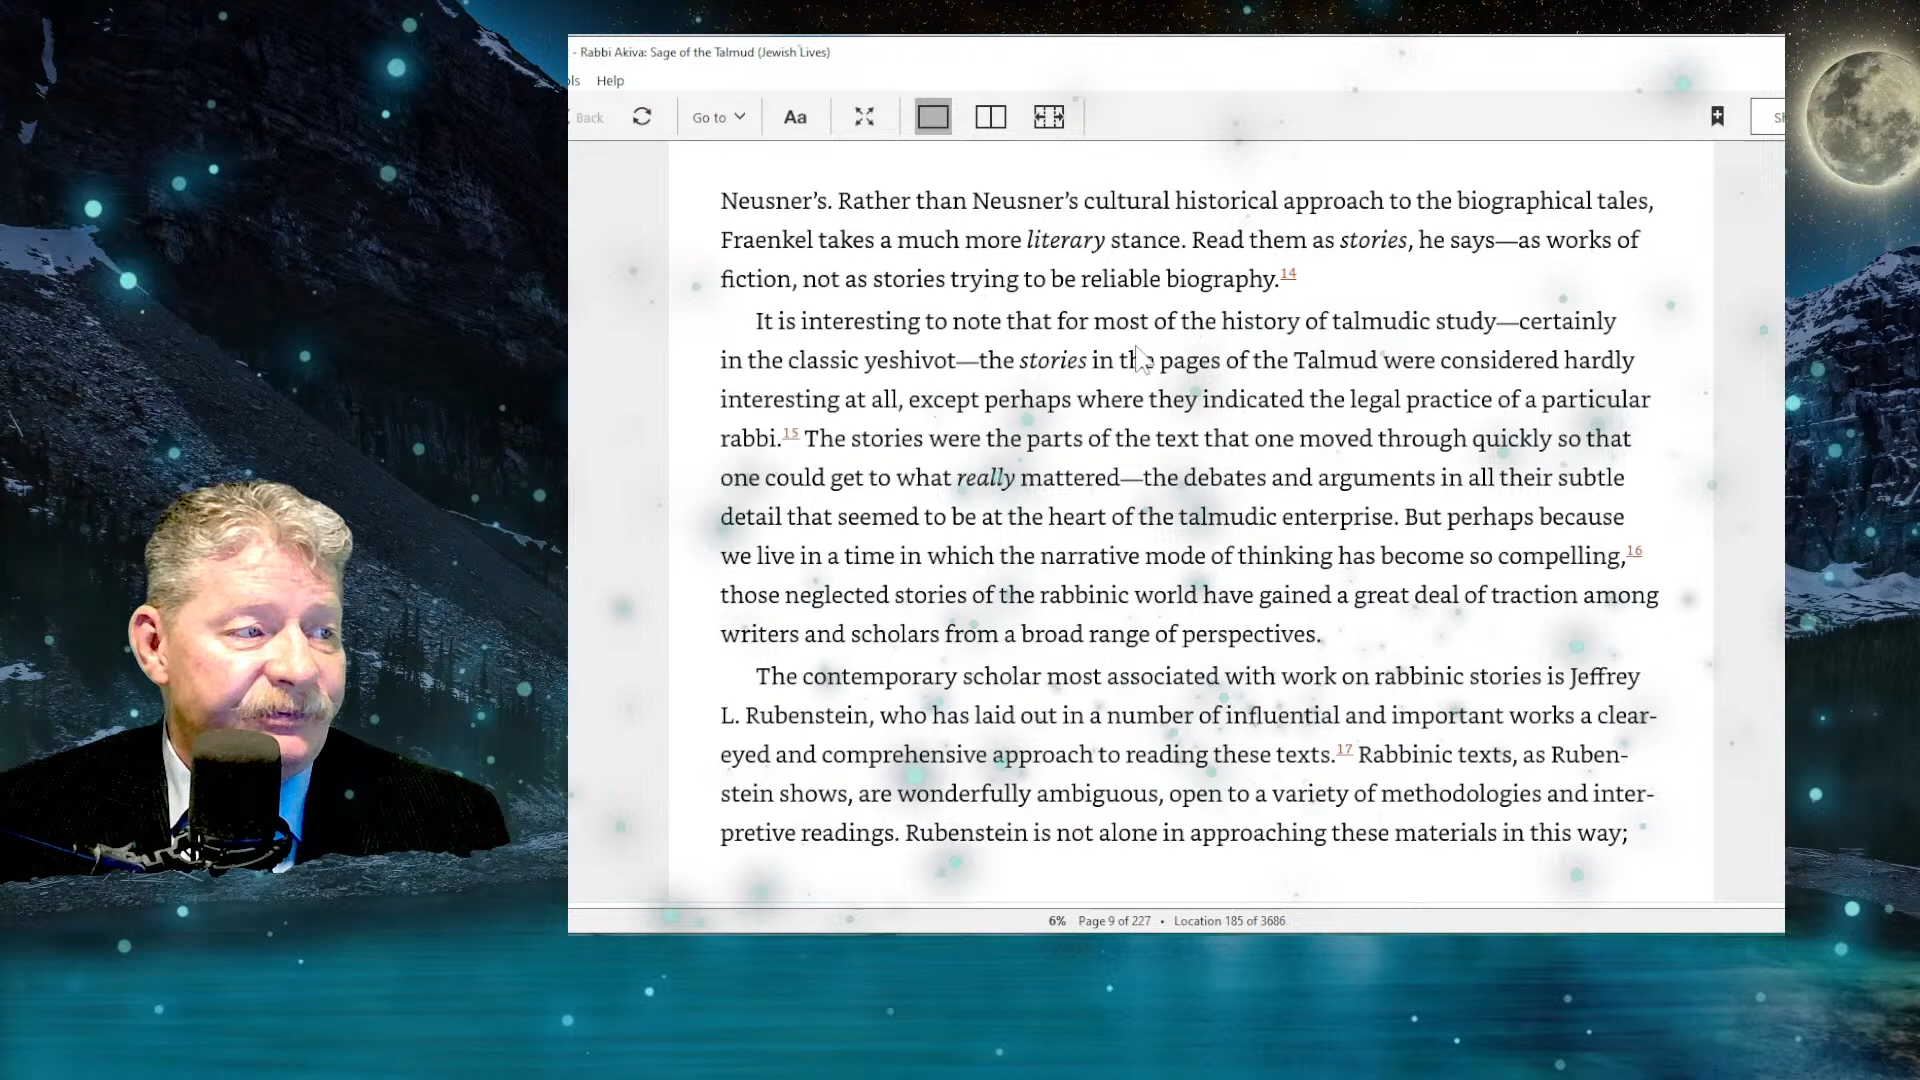 - Rabbi Akiva: Sage of the Talmud (Jewish Lives)
ols Help
Back Go to Aa
Neusner's. Rather than Neusner's cultural historical approach to the biographical tales,
Fraenkel takes a much more literary stance. Read them as stories, he says—as works of
fiction, not as stories trying to be reliable biography.14
It is interesting to note that for most of the history of talmudic study—certainly
in the classic yeshivot—the stories in the pages of the Talmud were considered hardly
interesting at all, except perhaps where they indicated the legal practice of a particular
rabbi.15 The stories were the parts of the text that one moved through quickly so that
one could get to what really mattered—the debates and arguments in all their subtle
detail that seemed to be at the heart of the talmudic enterprise. But perhaps because
we live in a time in which the narrative mode of thinking has become so compelling,16
those neglected stories of the rabbinic world have gained a great deal of traction among
writers and scholars from a broad range of perspectives.
The contemporary scholar most associated with work on rabbinic stories is Jeffrey
L. Rubenstein, who has laid out in a number of influential and important works a clear-
eyed and comprehensive approach to reading these texts.17 Rabbinic texts, as Ruben-
stein shows, are wonderfully ambiguous, open to a variety of methodologies and inter-
pretive readings. Rubenstein is not alone in approaching these materials in this way;
6% Page 9 of 227 • Location 185 of 3686